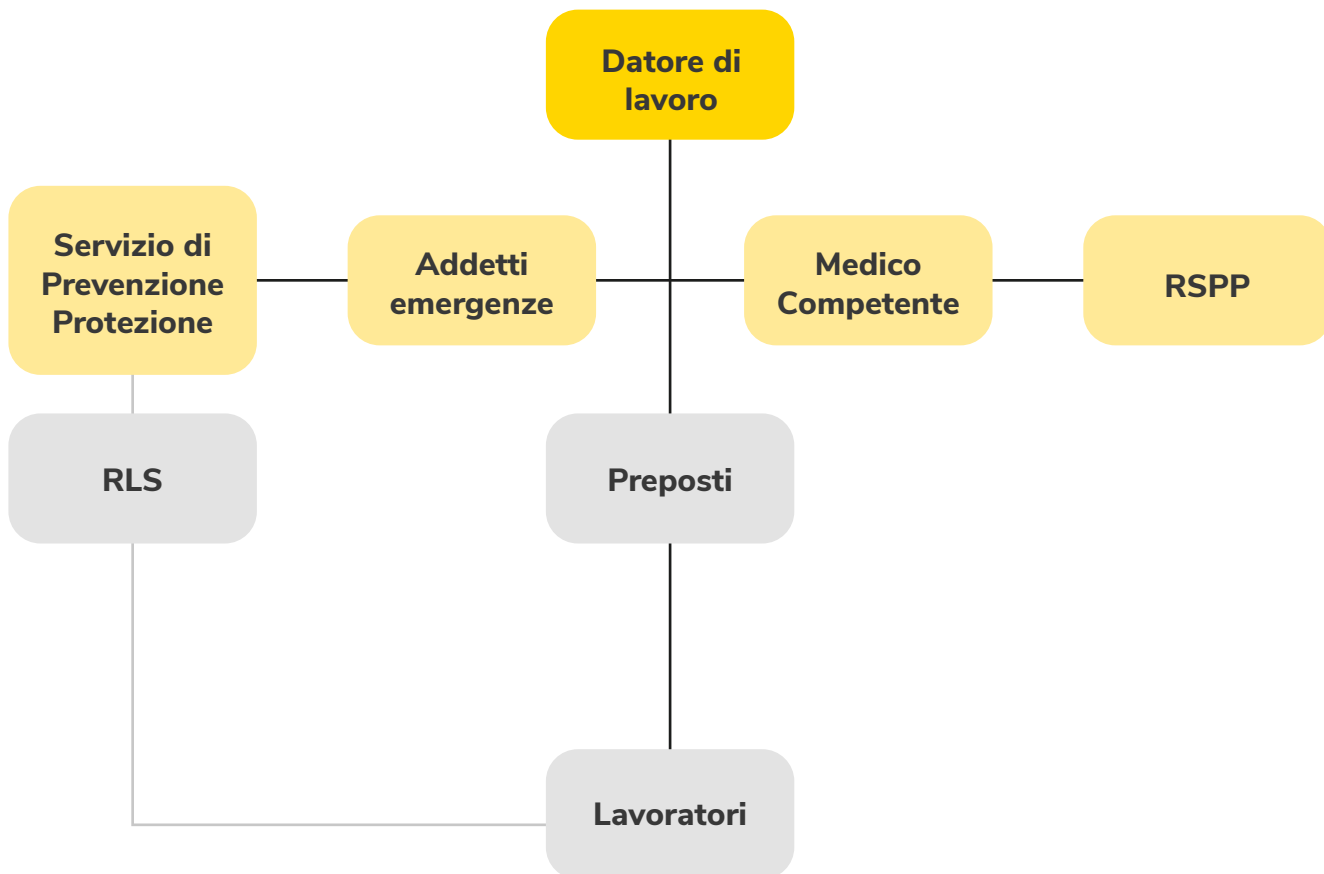 Datore di
lavoro
Servizio di
Prevenzione
Protezione
Addetti
emergenze
Medico
Competente
RSPP
RLS
Preposti
Lavoratori